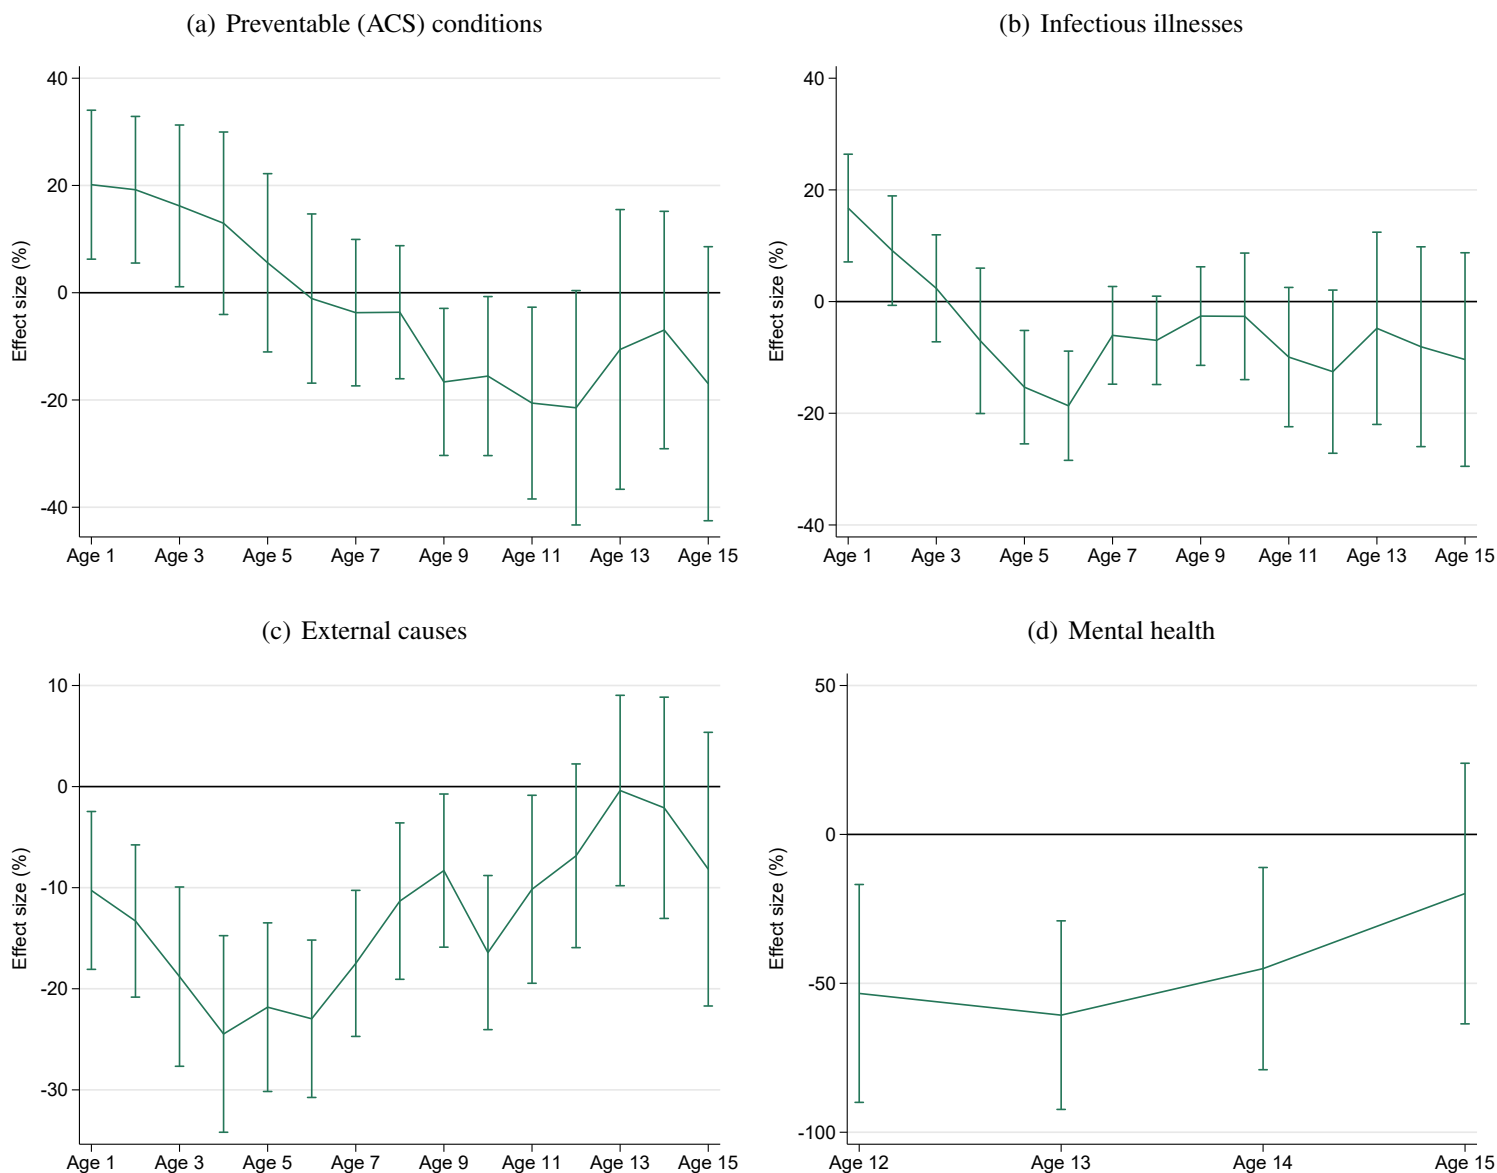 (a) Preventable (ACS) conditions
40
20
0
-20
-40
Effect size (%)
Age 1 Age 3 Age 5 Age 7 Age 9 Age 11 Age 13 Age 15
(b) Infectious illnesses
40
20
0
-20
-40
Effect size (%)
Age 1 Age 3 Age 5 Age 7 Age 9 Age 11 Age 13 Age 15
(c) External causes
10
0
-10
-20
-30
Effect size (%)
Age 1 Age 3 Age 5 Age 7 Age 9 Age 11 Age 13 Age 15
(d) Mental health
50
0
-50
-100
Effect size (%)
Age 12 Age 13 Age 14 Age 15